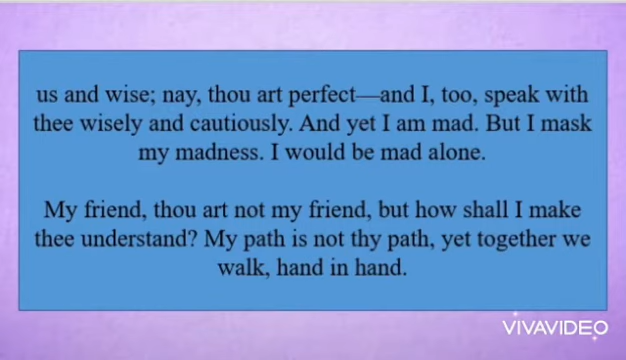 us and wise; nay, thou art perfect—and I, too, speak with
thee wisely and cautiously. And yet I am mad. But I mask
my madness. I would be mad alone.
My friend, thou art not my friend, but how shall I make
thee understand? My path is not thy path, yet together we
walk, hand in hand.
VIVAVIDEO